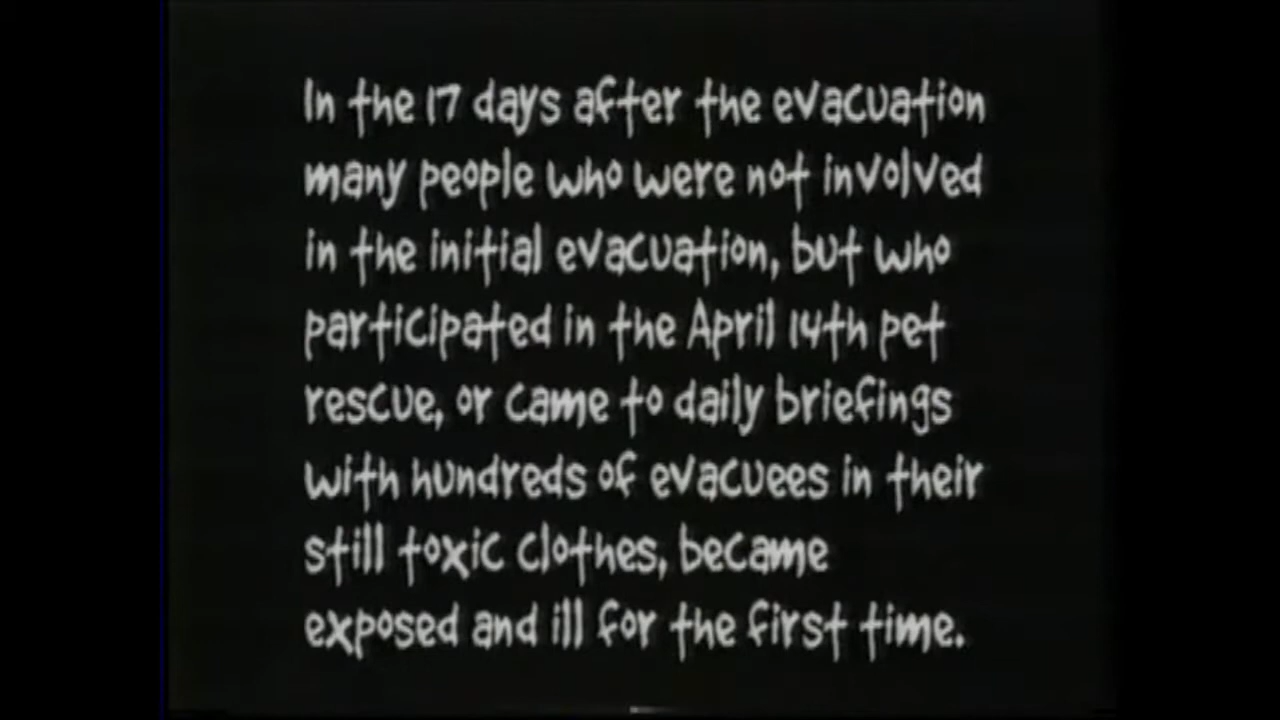 In the 17 days after the evacuation
many people who were not involved
in the initial evacuation, but who
participated in the April 14th pet
rescue, or came to daily briefings
with hundreds of evacuees in their
still toxic clothes, became
exposed and ill for the first time.